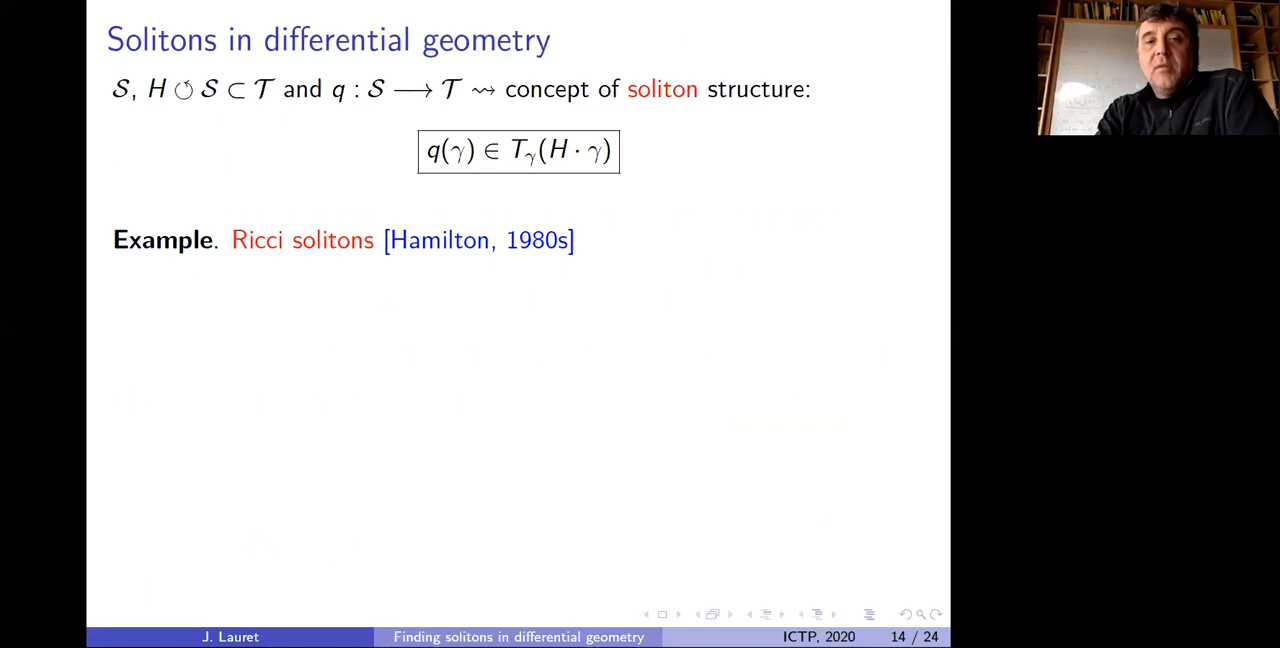 Solitons in differential geometry
𝒮, H ↺ 𝒮 ⊂ 𝒯 and q : 𝒮 ⟶ 𝒯 ⇝ concept of soliton structure:
q(γ) ∈ T_γ(H · γ)
Example. Ricci solitons [Hamilton, 1980s]
J. Lauret Finding solitons in differential geometry ICTP, 2020 14 / 24